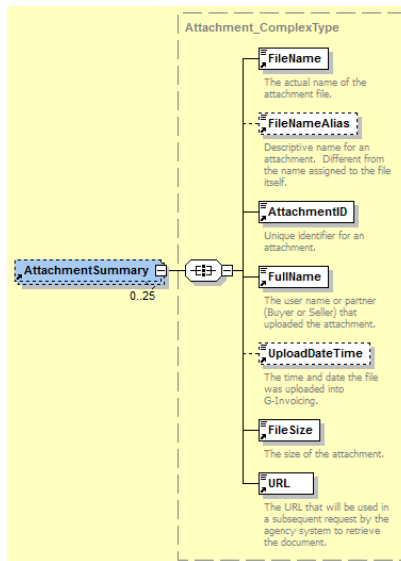 Attachment_ComplexType
FileName
The actual name of the
attachment file.
FileNameAlias
Descriptive name for an
attachment. Different from
the name assigned to the file
itself.
AttachmentID
Unique identifier for an
attachment.
AttachmentSummary
0..25
FullName
The user name or partner
(Buyer or Seller) that
uploaded the attachment.
UploadDateTime
The time and date the file
was uploaded into
G-Invoicing.
FileSize
The size of the attachment.
URL
The URL that will be used in
a subsequent request by the
agency system to retrieve
the document.